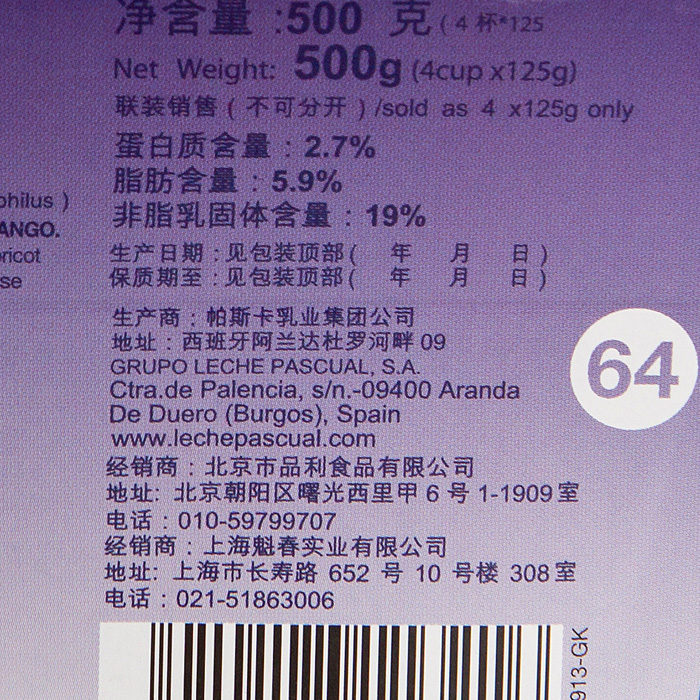 净含量 :500 克 ( 4 杯*125
Net Weight: 500g (4cup x125g)
联装销售 ( 不可分开 ) /sold as 4 x125g only
蛋白质含量 : 2.7%
脂肪含量 : 5.9%
非脂乳固体含量 : 19%
philus )
ANGO.
ricot
se
生产日期 : 见包装顶部 ( 年 月 日 )
保质期至 : 见包装顶部 ( 年 月 日 )
生产商 : 帕斯卡乳业集团公司
地址 : 西班牙阿兰达杜罗河畔 09
GRUPO LECHE PASCUAL, S.A.
Ctra.de Palencia, s/n.-09400 Aranda
De Duero (Burgos), Spain
www.lechepascual.com
64
经销商 : 北京市品利食品有限公司
地址: 北京朝阳区曙光西里甲 6 号 1-1909室
电话 : 010-59799707
经销商 : 上海魁春实业有限公司
地址: 上海市长寿路 652 号 10 号楼 308室
电话 : 021-51863006
913-GK